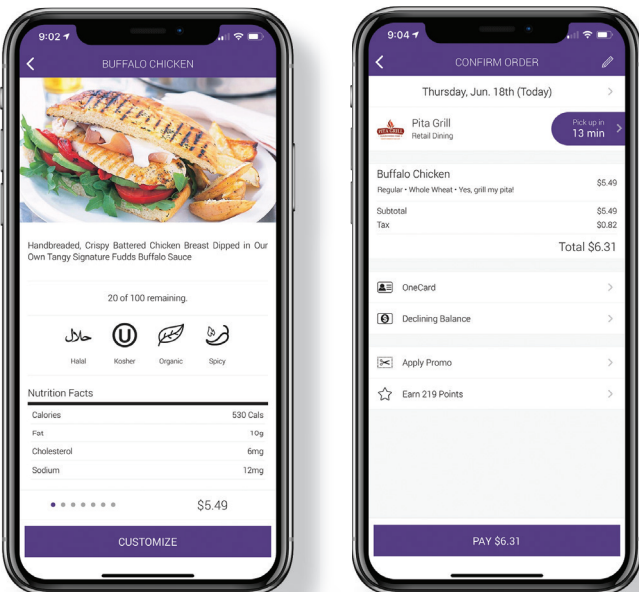 9:02
BUFFALO CHICKEN
Handbreaded, Crispy Battered Chicken Breast Dipped in Our
Own Tangy Signature Fudds Buffalo Sauce
20 of 100 remaining.
حلال
U
Halal
Kosher
Organic
Spicy
Nutrition Facts
Calories 530 Cals
Fat 10g
Cholesterol 6mg
Sodium 12mg
$5.49
CUSTOMIZE
9:04
CONFIRM ORDER
Thursday, Jun. 18th (Today)
PITA GRILL
Pita Grill
Retail Dining
Pick up in
13 min
Buffalo Chicken
Regular • Whole Wheat • Yes, grill my pita!
$5.49
Subtotal $5.49
Tax $0.82
Total $6.31
OneCard
Declining Balance
Apply Promo
Earn 219 Points
PAY $6.31